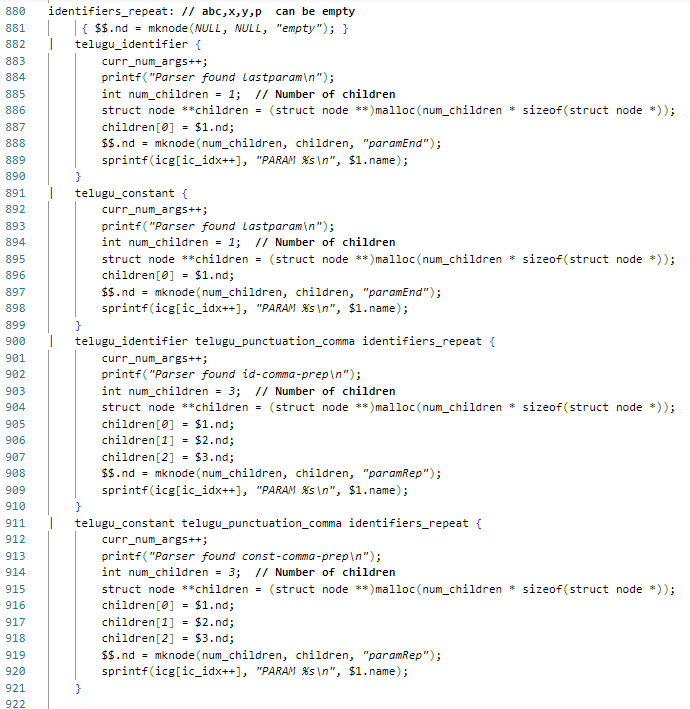 880 identifiers_repeat: // abc,x,y,p  can be empty
881 | { $$.nd = mknode(NULL, NULL, "empty"); }
882 | telugu_identifier {
883 curr_num_args++;
884 printf("Parser found lastparam\n");
885 int num_children = 1;  // Number of children
886 struct node **children = (struct node **)malloc(num_children * sizeof(struct node *));
887 children[0] = $1.nd;
888 $$.nd = mknode(num_children, children, "paramEnd");
889 sprintf(icg[ic_idx++], "PARAM %s\n", $1.name);
890 }
891 | telugu_constant {
892 curr_num_args++;
893 printf("Parser found lastparam\n");
894 int num_children = 1;  // Number of children
895 struct node **children = (struct node **)malloc(num_children * sizeof(struct node *));
896 children[0] = $1.nd;
897 $$.nd = mknode(num_children, children, "paramEnd");
898 sprintf(icg[ic_idx++], "PARAM %s\n", $1.name);
899 }
900 | telugu_identifier telugu_punctuation_comma identifiers_repeat {
901 curr_num_args++;
902 printf("Parser found id-comma-prep\n");
903 int num_children = 3;  // Number of children
904 struct node **children = (struct node **)malloc(num_children * sizeof(struct node *));
905 children[0] = $1.nd;
906 children[1] = $2.nd;
907 children[2] = $3.nd;
908 $$.nd = mknode(num_children, children, "paramRep");
909 sprintf(icg[ic_idx++], "PARAM %s\n", $1.name);
910 }
911 | telugu_constant telugu_punctuation_comma identifiers_repeat {
912 curr_num_args++;
913 printf("Parser found const-comma-prep\n");
914 int num_children = 3;  // Number of children
915 struct node **children = (struct node **)malloc(num_children * sizeof(struct node *));
916 children[0] = $1.nd;
917 children[1] = $2.nd;
918 children[2] = $3.nd;
919 $$.nd = mknode(num_children, children, "paramRep");
920 sprintf(icg[ic_idx++], "PARAM %s\n", $1.name);
921 }
922